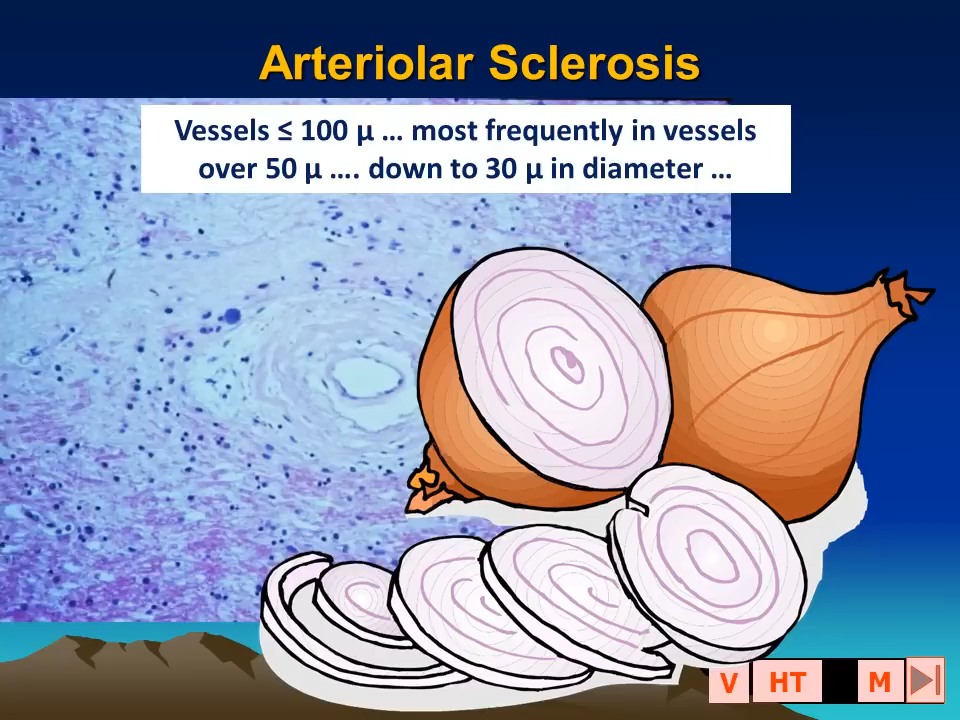 Arteriolar Sclerosis
Vessels ≤ 100 µ … most frequently in vessels
over 50 µ …. down to 30 µ in diameter …
V HT M